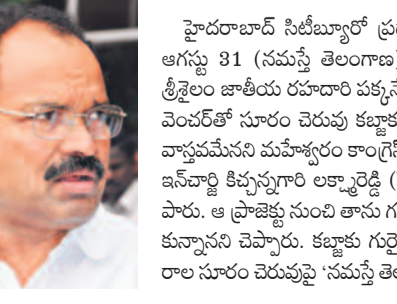 హైదరాబాద్ సిటీబ్యూరో ప్ర
ఆగస్టు 31 (నమస్తే తెలంగాణ)
శ్రీశైలం జాతీయ రహదారి పక్కనే
వెంచర్‌తో సూరం చెరువు కబ్జాక
వాస్తవమేనని మహేశ్వరం కాంగ్రెస్
ఇన్‌చార్జి కిచ్చన్నగారి లక్ష్మారెడ్డి (
పారు. ఆ ప్రాజెక్టు నుంచి తాను గ
కున్నానని చెప్పారు. కబ్జాకు గురై
రాల సూరం చెరువుపై ‘నమస్తే తె